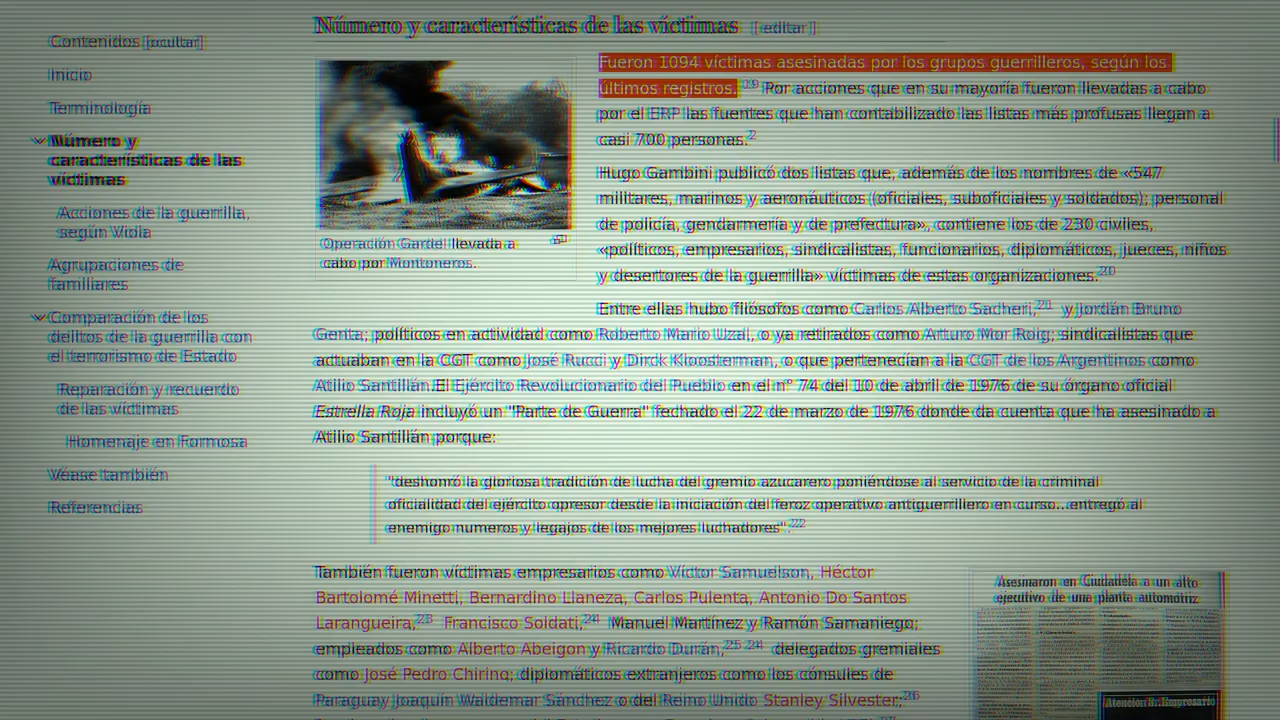 Contenidos [ocultar]
Inicio
Terminología
Número y
características de las
víctimas
Acciones de la guerrilla,
según Viola
Agrupaciones de
familiares
Comparación de los
delitos de la guerrilla con
el terrorismo de Estado
Reparación y recuerdo
de las víctimas
Homenaje en Formosa
Véase también
Referencias
Número y características de las víctimas [editar]
Operación Gardel llevada a
cabo por Montoneros.
Fueron 1094 víctimas asesinadas por los grupos guerrilleros, según los
últimos registros.19 Por acciones que en su mayoría fueron llevadas a cabo
por el ERP las fuentes que han contabilizado las listas más profusas llegan a
casi 700 personas.2
Hugo Gambini publicó dos listas que, además de los nombres de «547
militares, marinos y aeronáuticos (oficiales, suboficiales y soldados); personal
de policía, gendarmería y de prefectura», contiene los de 230 civiles,
«políticos, empresarios, sindicalistas, funcionarios, diplomáticos, jueces, niños
y desertores de la guerrilla» víctimas de estas organizaciones.20
Entre ellas hubo filósofos como Carlos Alberto Sacheri,21 y Jordán Bruno
Genta; políticos en actividad como Roberto Mario Uzal, o ya retirados como Arturo Mor Roig; sindicalistas que
actuaban en la CGT como José Rucci y Dirck Kloosterman, o que pertenecían a la CGT de los Argentinos como
Atilio Santillán.El Ejército Revolucionario del Pueblo en el n° 74 del 10 de abril de 1976 de su órgano oficial
Estrella Roja incluyó un "Parte de Guerra" fechado el 22 de marzo de 1976 donde da cuenta que ha asesinado a
Atilio Santillán porque:
"deshonró la gloriosa tradición de lucha del gremio azucarero poniéndose al servicio de la criminal
oficialidad del ejército opresor desde la iniciación del feroz operativo antiguerrillero en curso...entregó al
enemigo numeros y legajos de los mejores luchadores".22
También fueron víctimas empresarios como Víctor Samuelson, Héctor
Bartolomé Minetti, Bernardino Llaneza, Carlos Pulenta, Antonio Do Santos
Larangueira,23 Francisco Soldati,24 Manuel Martínez y Ramón Samaniego;
empleados como Alberto Abeigon y Ricardo Durán,25 24 delegados gremiales
como José Pedro Chirino; diplomáticos extranjeros como los cónsules de
Paraguay Joaquín Waldemar Sánchez o del Reino Unido Stanley Silvester;26
Asesinaron en Ciudadela a un alto
ejecutivo de una planta automotriz